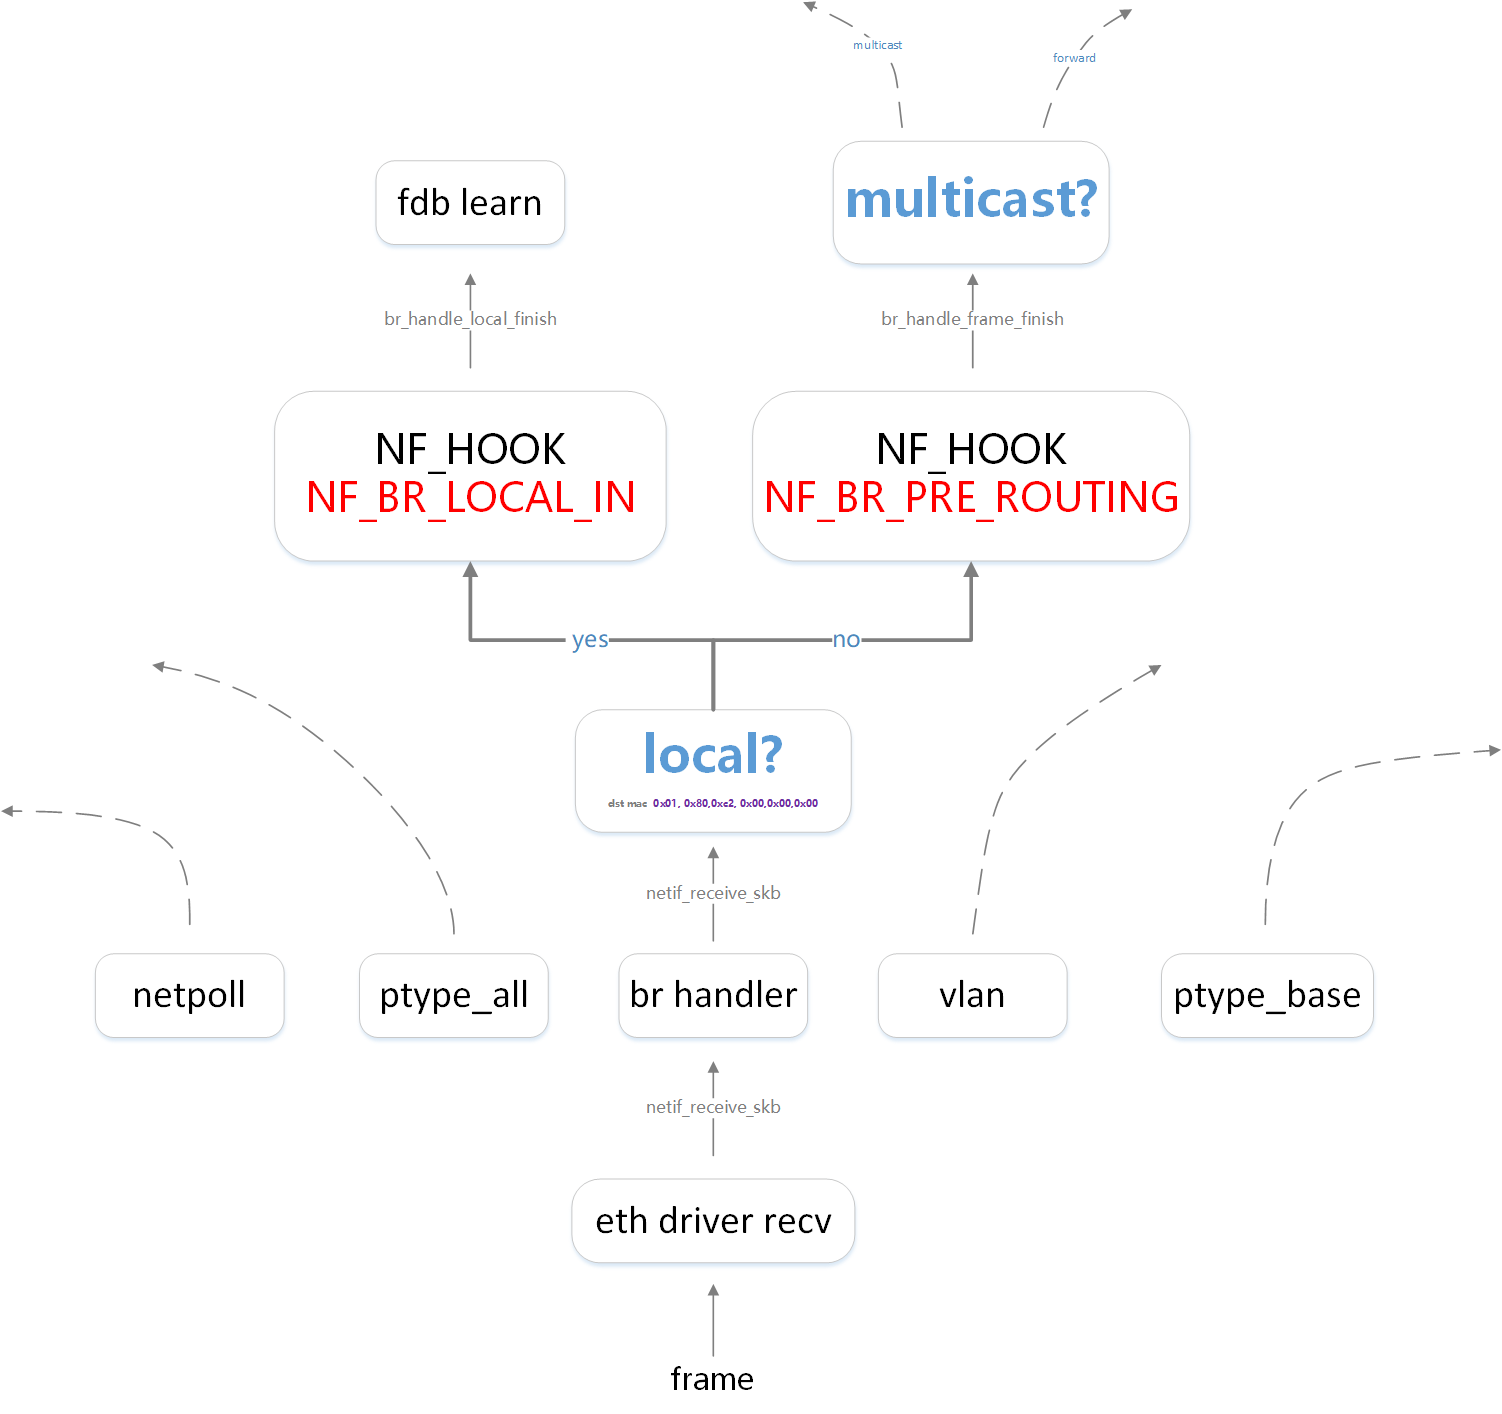 multicast
forward
fdb learn
multicast?
br_handle_local_finish
br_handle_frame_finish
NF_HOOK
NF_BR_LOCAL_IN
NF_HOOK
NF_BR_PRE_ROUTING
yes
no
local?
dst mac 0x01, 0x80,0xc2, 0x00,0x00,0x00
netif_receive_skb
netpoll
ptype_all
br handler
vlan
ptype_base
netif_receive_skb
eth driver recv
frame